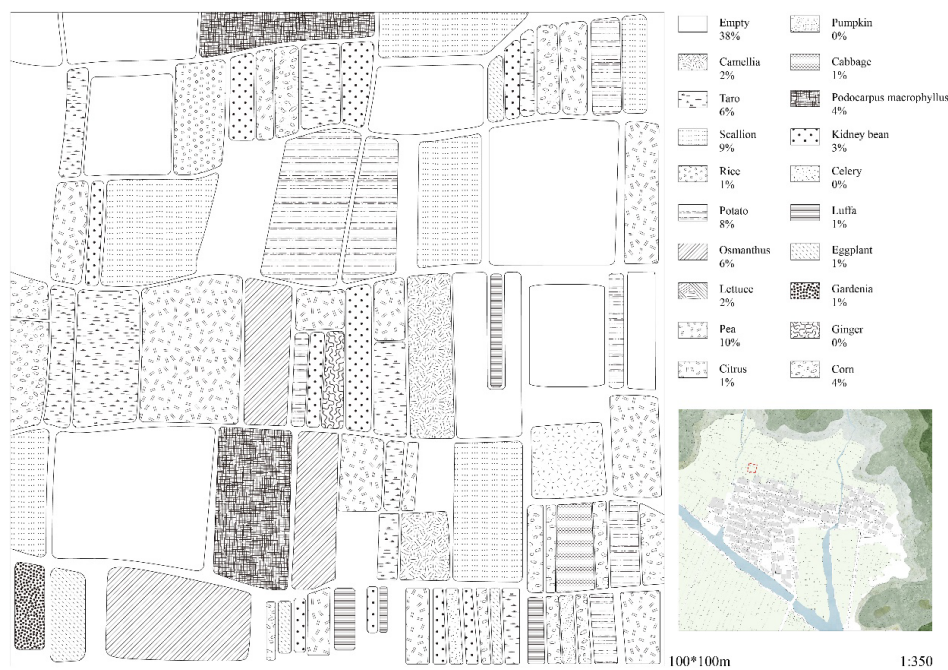 Empty
38%
Camellia
2%
Taro
6%
Scallion
9%
Rice
1%
Potato
8%
Osmanthus
6%
Lettuce
2%
Pea
10%
Citrus
1%
Pumpkin
0%
Cabbage
1%
Podocarpus macrophyllus
4%
Kidney bean
3%
Celery
0%
Luffa
1%
Eggplant
1%
Gardenia
1%
Ginger
0%
Corn
4%
100*100m
1:350